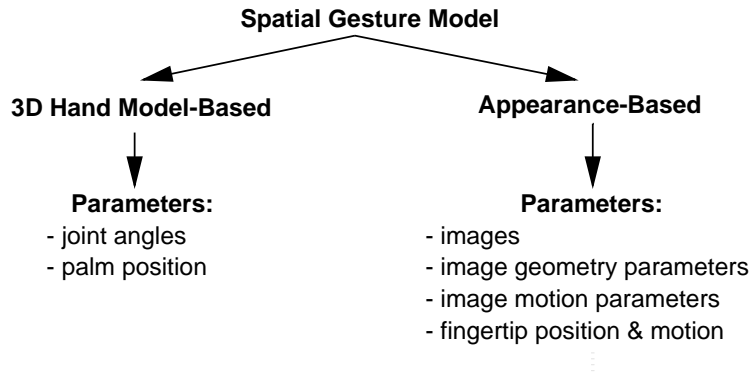 Spatial Gesture Model
3D Hand Model-Based
Appearance-Based
Parameters:
- joint angles
- palm position
Parameters:
- images
- image geometry parameters
- image motion parameters
- fingertip position & motion